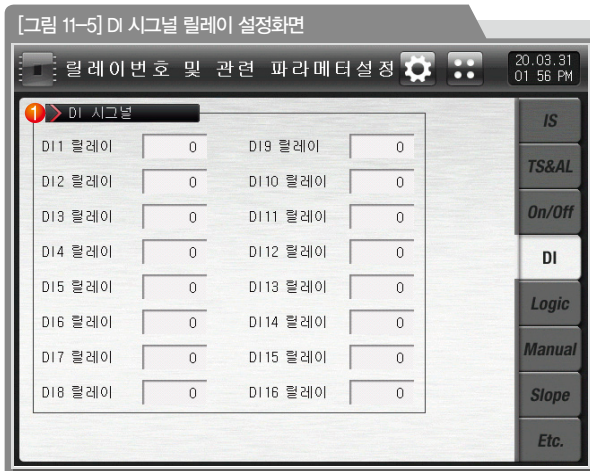 [그림 11-5] DI 시그널 릴레이 설정화면
릴레이번호 및 관련 파라메터설정
20.03.31
01 56 PM
1 DI 시그널
DI1 릴레이 0 DI9 릴레이 0
DI2 릴레이 0 DI10 릴레이 0
DI3 릴레이 0 DI11 릴레이 0
DI4 릴레이 0 DI12 릴레이 0
DI5 릴레이 0 DI13 릴레이 0
DI6 릴레이 0 DI14 릴레이 0
DI7 릴레이 0 DI15 릴레이 0
DI8 릴레이 0 DI16 릴레이 0
IS
TS&AL
On/Off
DI
Logic
Manual
Slope
Etc.